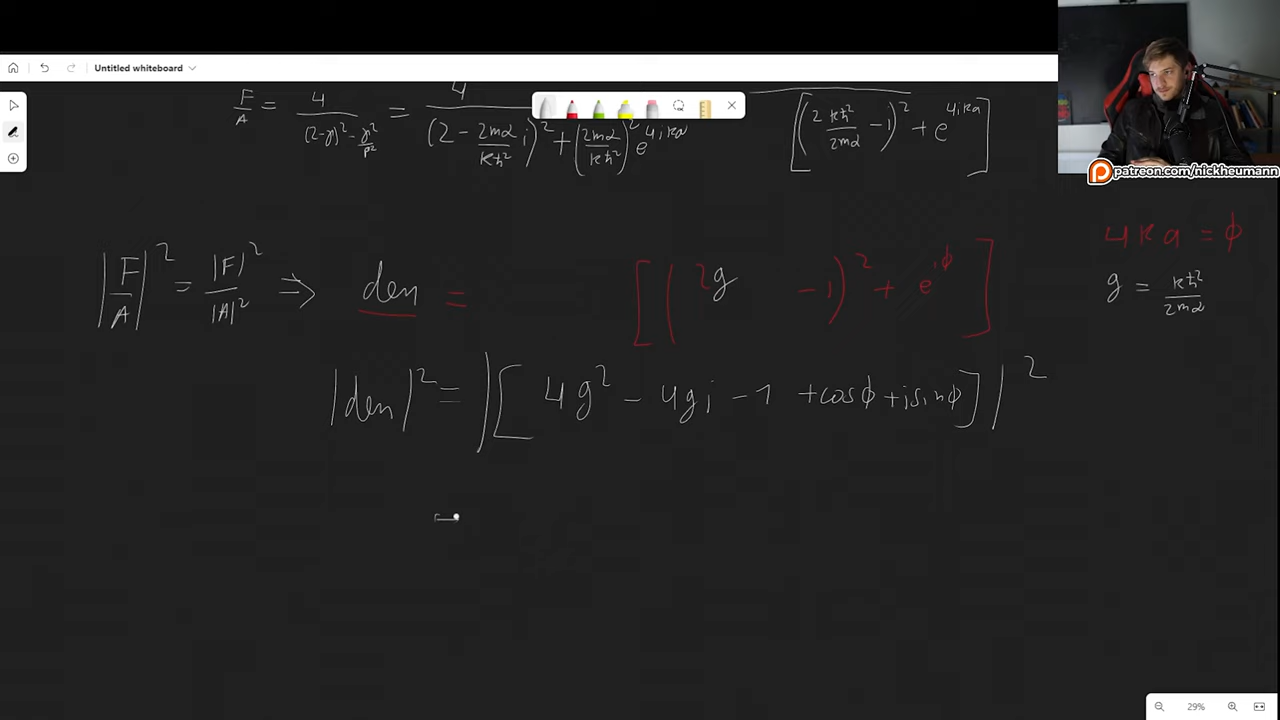 Untitled whiteboard
F/A = 4/((2-γ)² - γ²/β²) = 4/((2 - 2mα/kħ² i)² + (2mα/kħ²)² e^{4ika})
[(2 kħ²/2mα - i)² + e^{4ika}]
patreon.com/nickheumann
4ka = ϕ
g = kħ²/2mα
|F/A|² = |F|²/|A|² ⇒ den = [(2g - i)² + e^{iϕ}]
|den|² = |[4g² - 4gi - 1 + cosϕ + i sinϕ]|²
=
29%